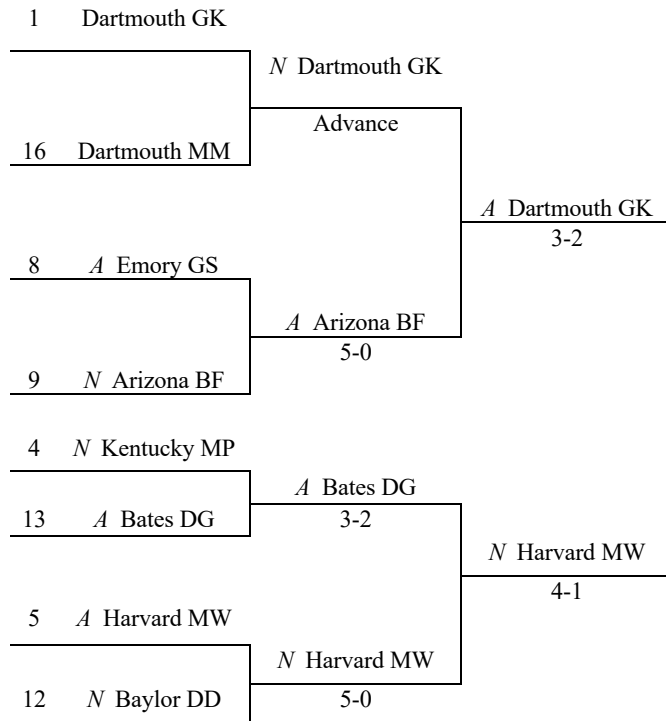 1 Dartmouth GK
N Dartmouth GK
Advance
16 Dartmouth MM
A Dartmouth GK
3-2
8 A Emory GS
A Arizona BF
5-0
9 N Arizona BF
4 N Kentucky MP
A Bates DG
13 A Bates DG
3-2
N Harvard MW
4-1
5 A Harvard MW
N Harvard MW
12 N Baylor DD
5-0